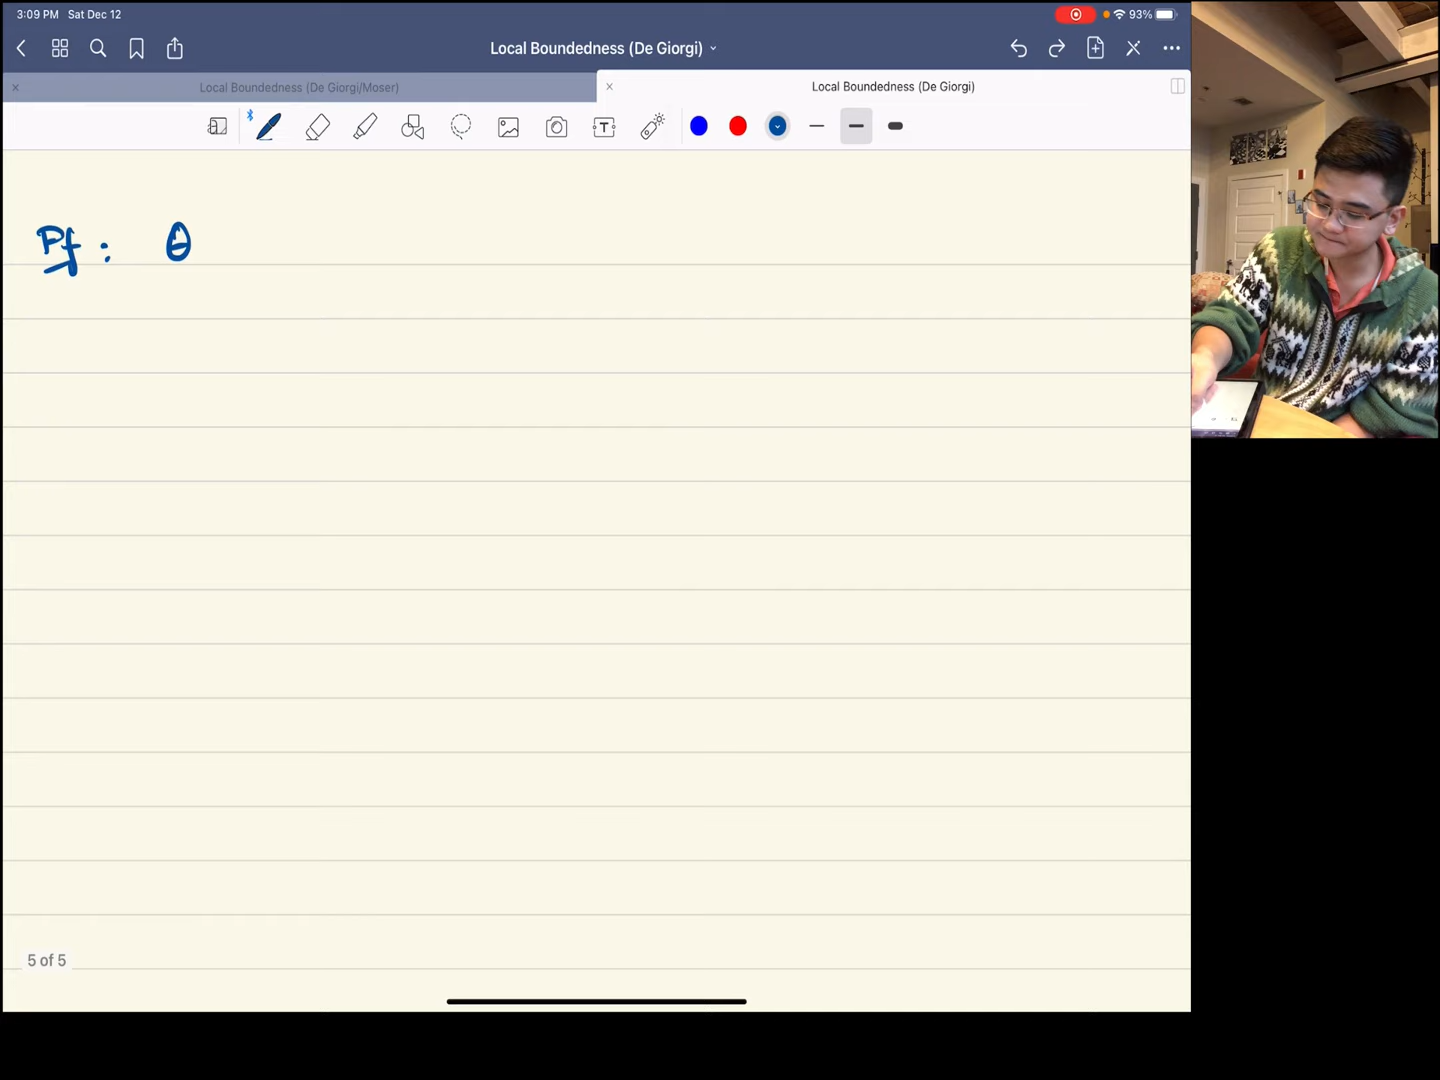 3:09 PM Sat Dec 12
93%
Local Boundedness (De Giorgi)
Local Boundedness (De Giorgi/Moser)
Local Boundedness (De Giorgi)
Pf : θ
5 of 5